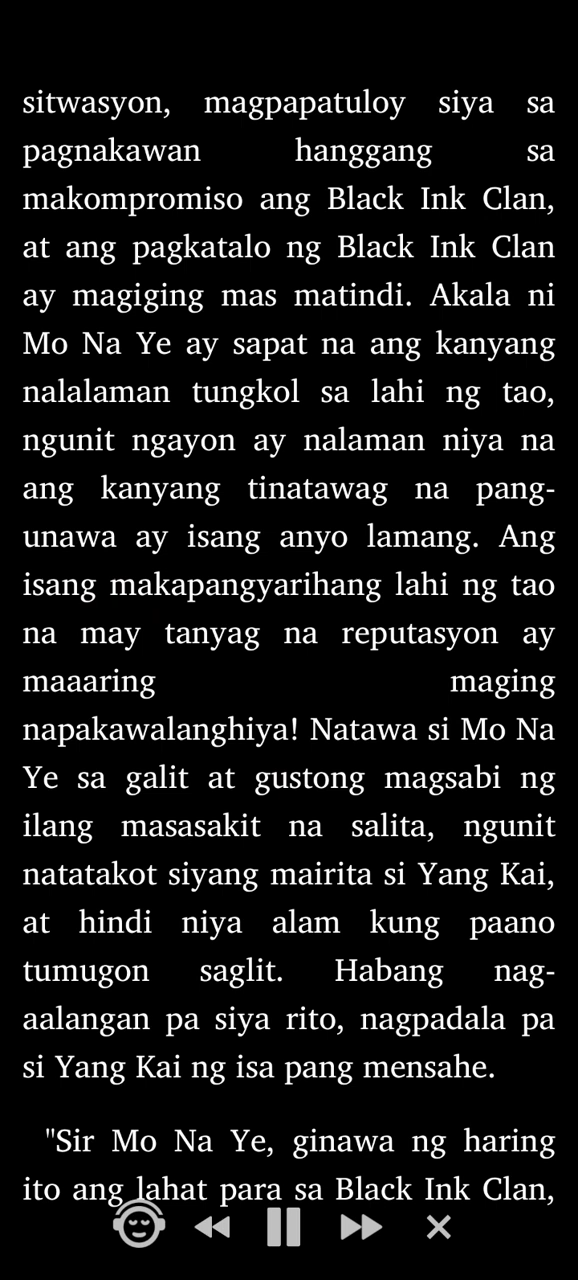 sitwasyon, magpapatuloy siya sa
pagnakawan hanggang sa
makompromiso ang Black Ink Clan,
at ang pagkatalo ng Black Ink Clan
ay magiging mas matindi. Akala ni
Mo Na Ye ay sapat na ang kanyang
nalalaman tungkol sa lahi ng tao,
ngunit ngayon ay nalaman niya na
ang kanyang tinatawag na pang-
unawa ay isang anyo lamang. Ang
isang makapangyarihang lahi ng tao
na may tanyag na reputasyon ay
maaaring maging
napakawalanghiya! Natawa si Mo Na
Ye sa galit at gustong magsabi ng
ilang masasakit na salita, ngunit
natatakot siyang mairita si Yang Kai,
at hindi niya alam kung paano
tumugon saglit. Habang nag-
aalangan pa siya rito, nagpadala pa
si Yang Kai ng isa pang mensahe.
"Sir Mo Na Ye, ginawa ng haring
ito ang lahat para sa Black Ink Clan,